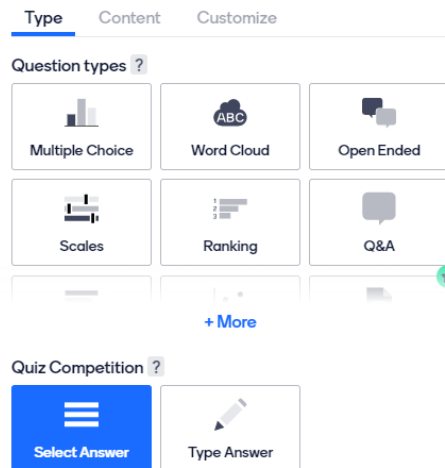 Type Content Customize
Question types ?
ABC
Multiple Choice Word Cloud Open Ended
1
2
3
Scales Ranking Q&A
+ More
Quiz Competition ?
Select Answer Type Answer